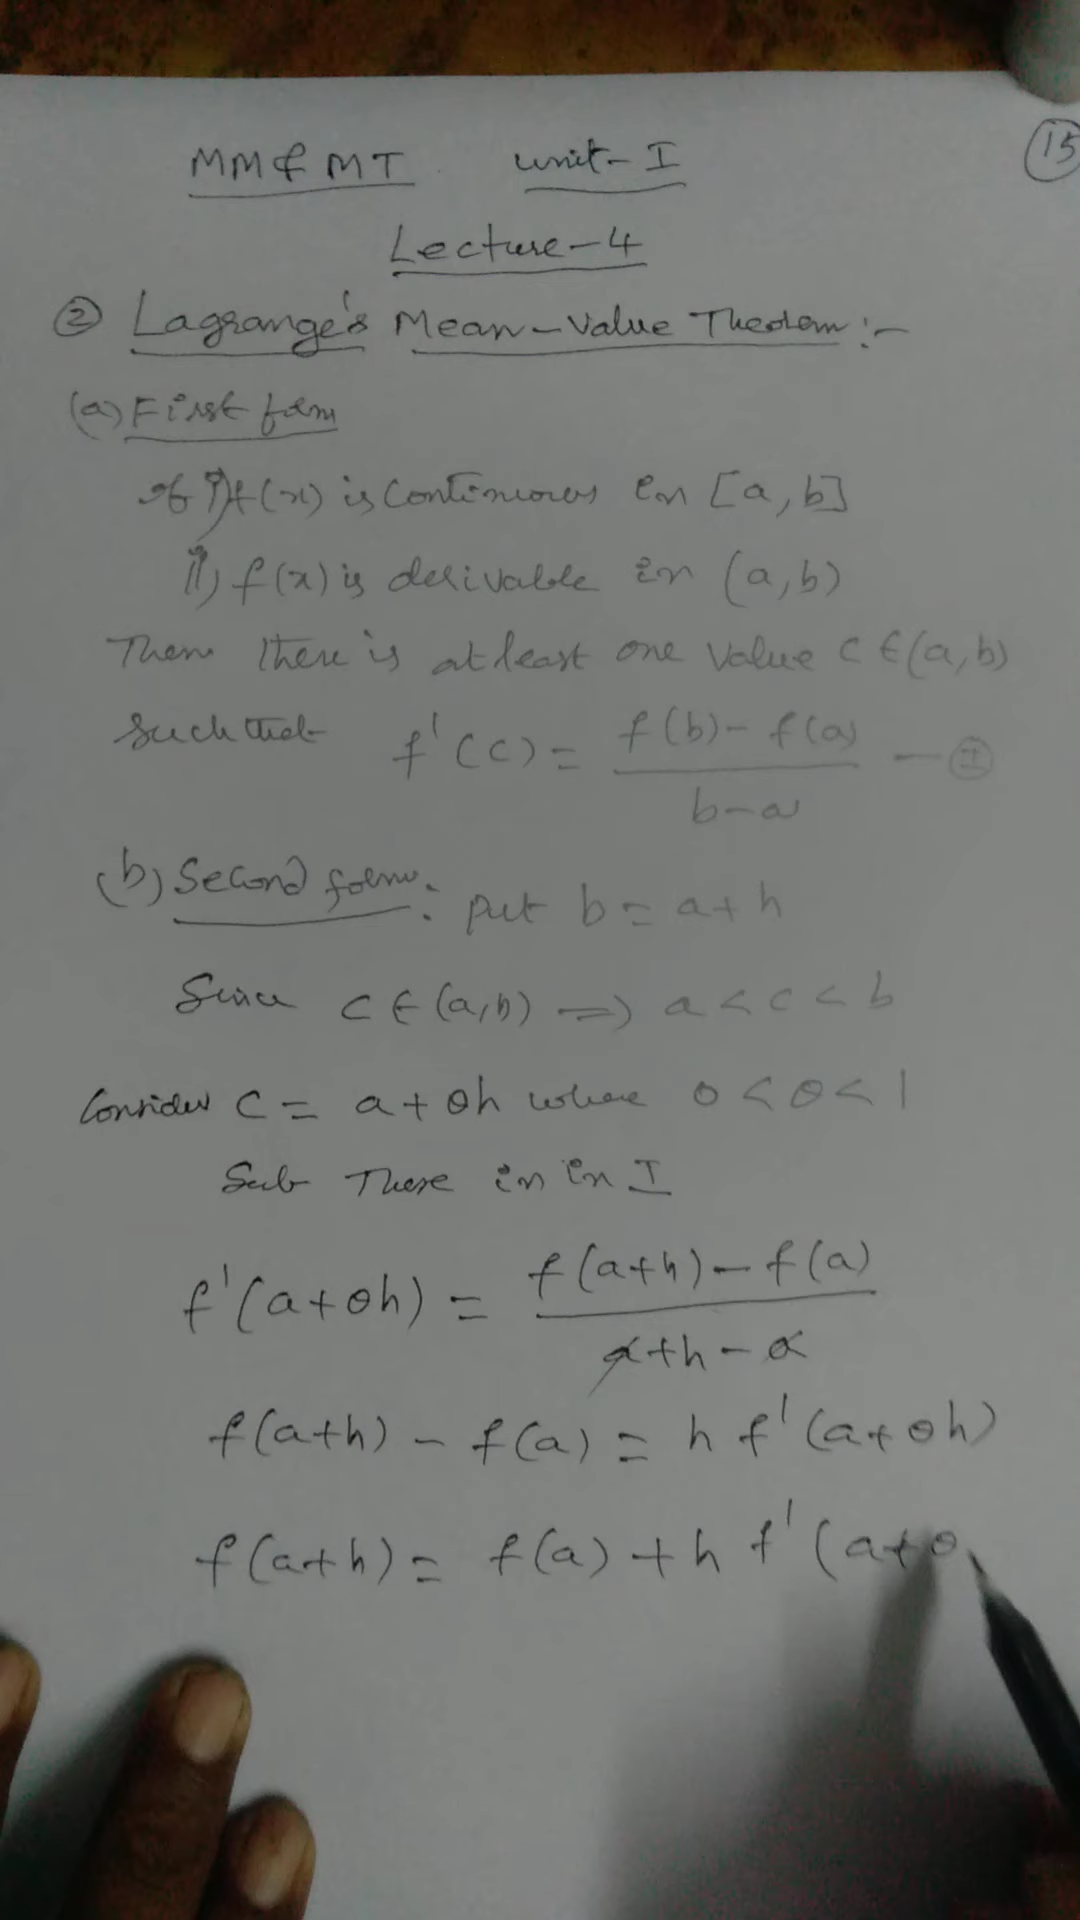 MM & MT unit-I
15
Lecture-4
② Lagrange's Mean-Value Theorem :-
(a) First form
If i) f(x) is continuous in [a, b]
ii) f(x) is derivable in (a, b)
Then there is at least one value c ∈ (a, b)
such that f'(c) = f(b) - f(a) / b - a — Ⓘ
(b) Second form: put b = a+h
Since c ∈ (a, b) ⇒ a < c < b
Consider c = a + θh where 0 < θ < 1
Sub These in in I
f'(a+θh) = f(a+h) - f(a) / a+h-a
f(a+h) - f(a) = h f'(a+θh)
f(a+h) = f(a) + h f'(a+θ